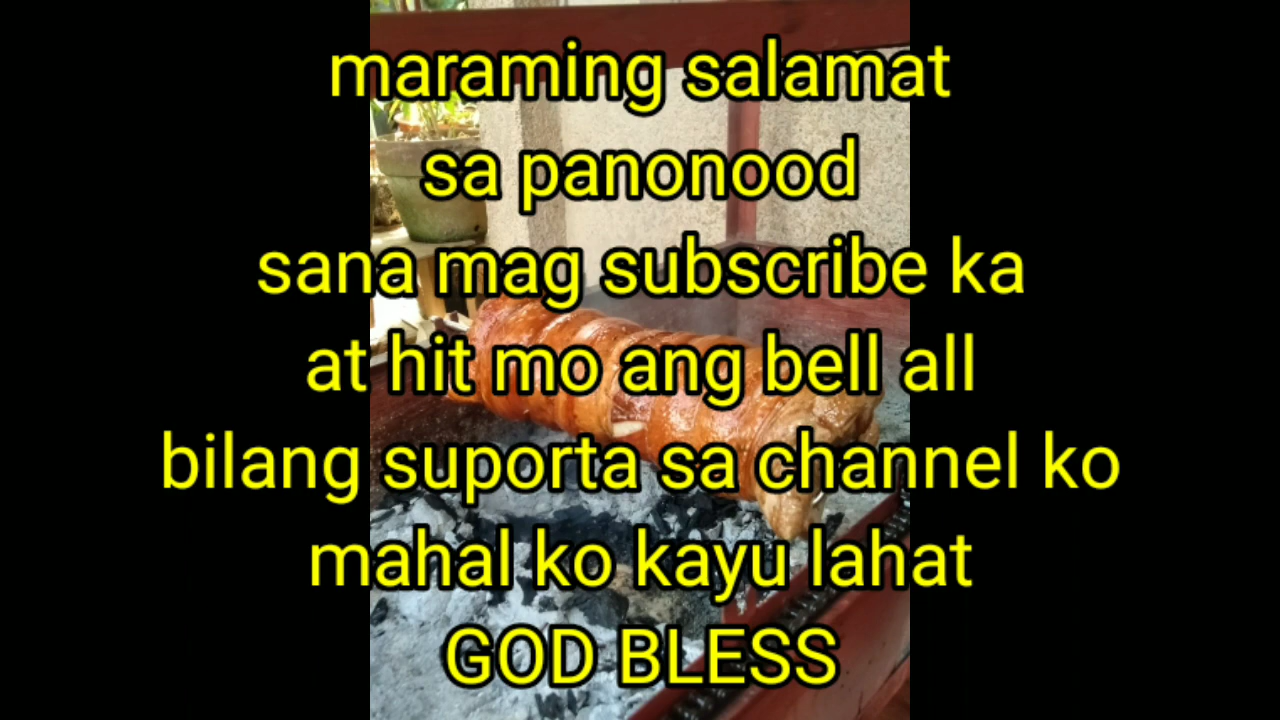 maraming salamat
sa panonood
sana mag subscribe ka
at hit mo ang bell all
bilang suporta sa channel ko
mahal ko kayu lahat
GOD BLESS